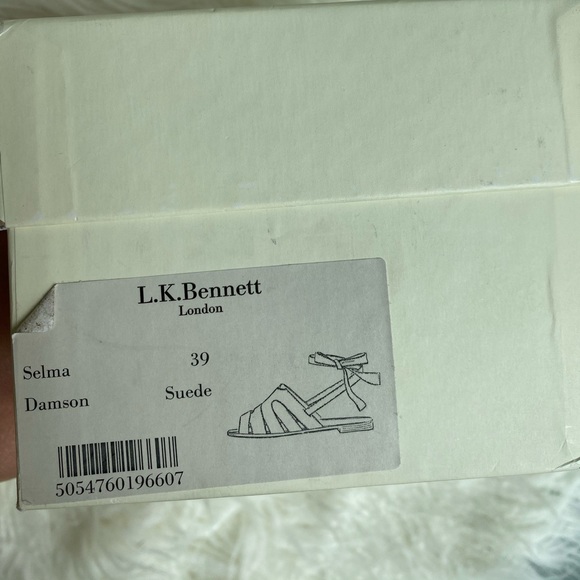 L.K.Bennett
London
Selma 39
Damson Suede
5054760196607